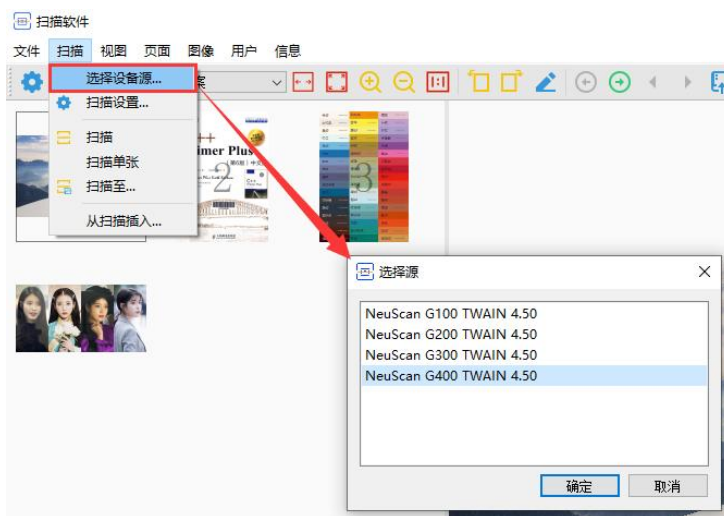 扫描软件
文件 扫描 视图 页面 图像 用户 信息
选择设备源...
案
扫描设置...
扫描
扫描单张
扫描至...
从扫描插入...
++
imer Plus
2
3
选择源
NeuScan G100 TWAIN 4.50
NeuScan G200 TWAIN 4.50
NeuScan G300 TWAIN 4.50
NeuScan G400 TWAIN 4.50
确定 取消